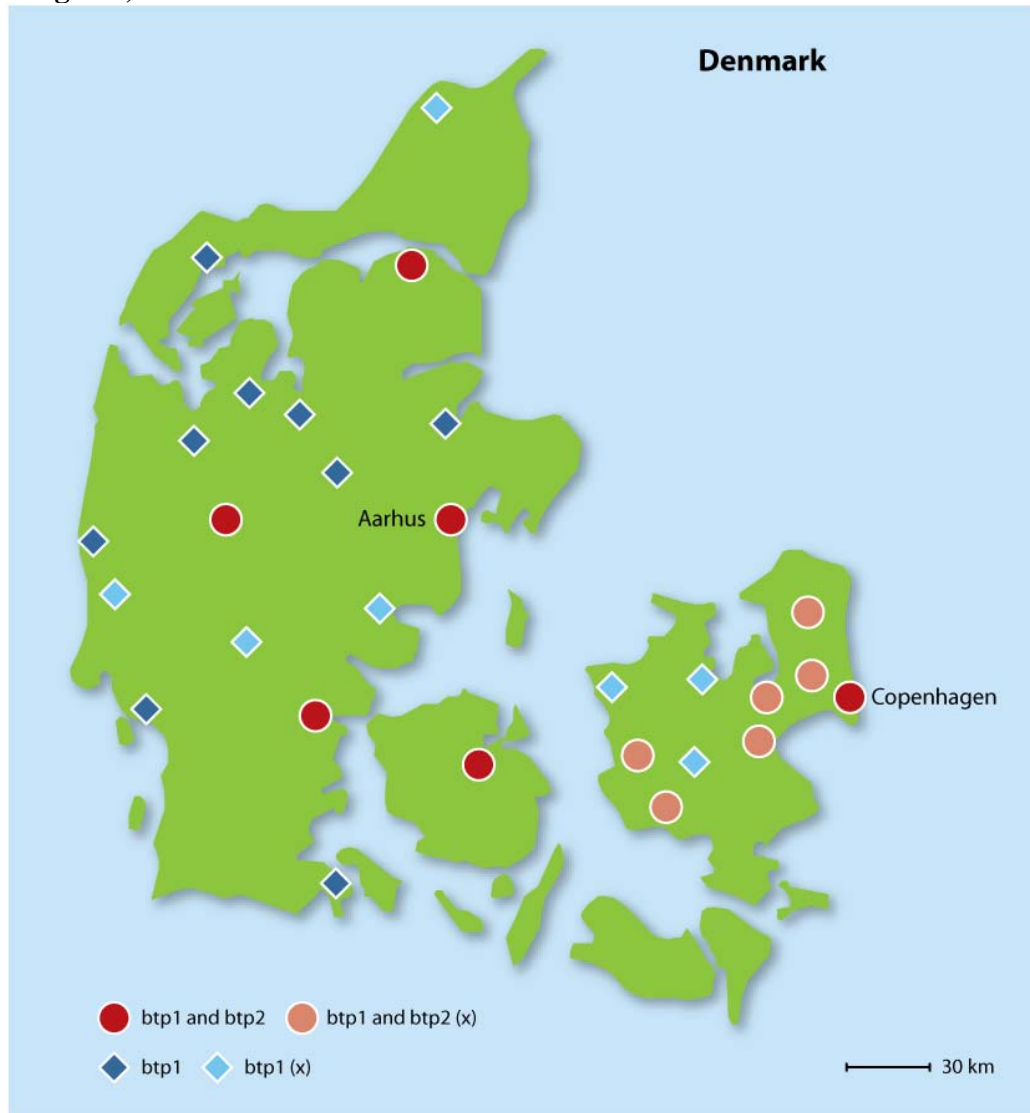 Denmark
Aarhus
Copenhagen
btp1 and btp2
btp1 and btp2 (x)
btp1
btp1 (x)
30 km